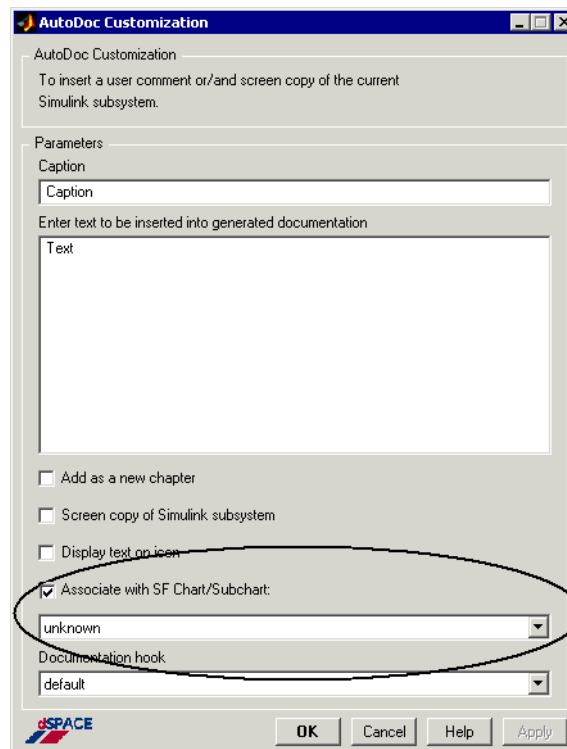 AutoDoc Customization
AutoDoc Customization
To insert a user comment or/and screen copy of the current
Simulink subsystem.
Parameters
Caption
Caption
Enter text to be inserted into generated documentation
Text
Add as a new chapter
Screen copy of Simulink subsystem
Display text on icon
Associate with SF Chart/Subchart:
unknown
Documentation hook
default
dSPACE
OK Cancel Help Apply